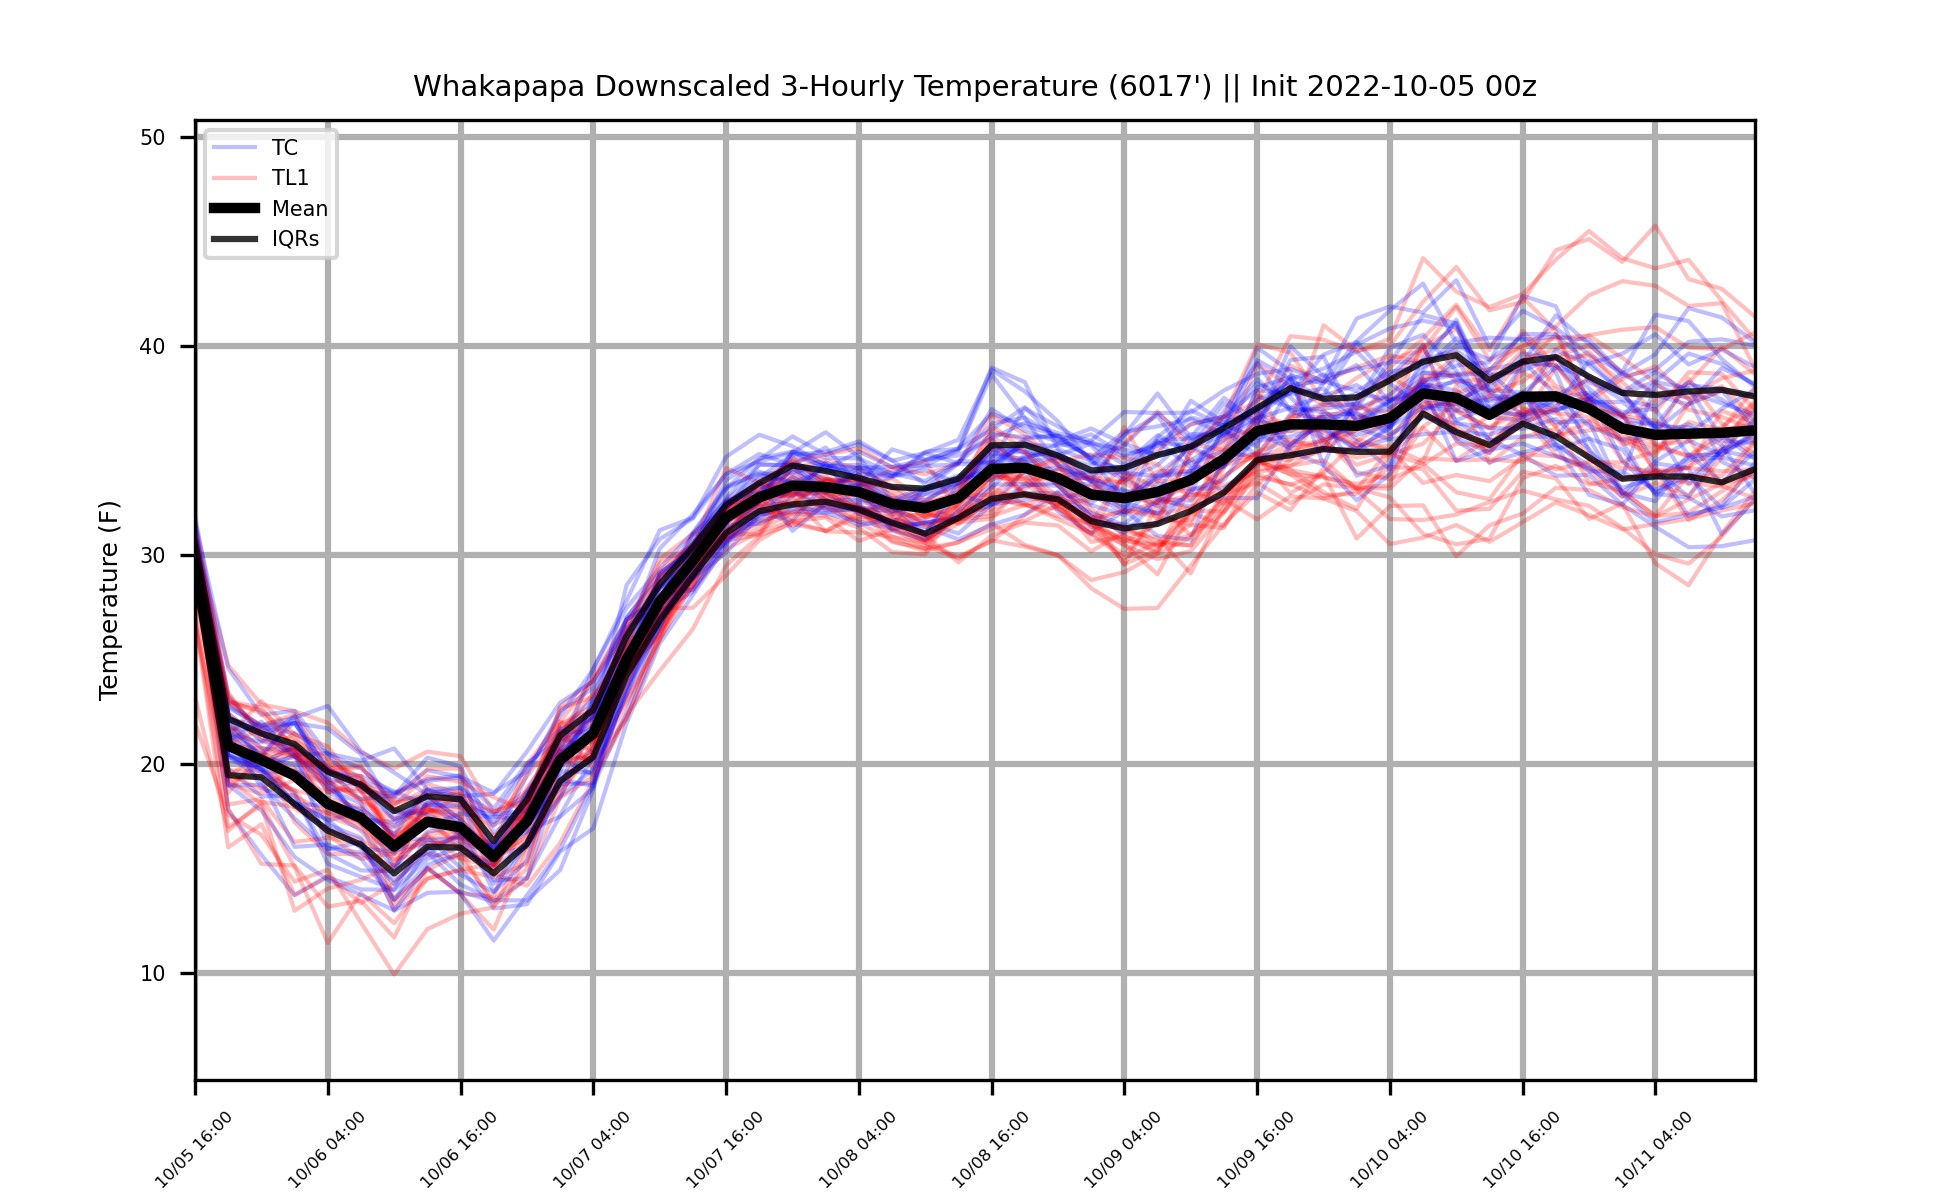 Whakapapa Downscaled 3-Hourly Temperature (6017') || Init 2022-10-05 00z
TC
TL1
Mean
IQRs
Temperature (F)
50
40
30
20
10
10/05 16:00
10/06 04:00
10/06 16:00
10/07 04:00
10/07 16:00
10/08 04:00
10/08 16:00
10/09 04:00
10/09 16:00
10/10 04:00
10/10 16:00
10/11 04:00